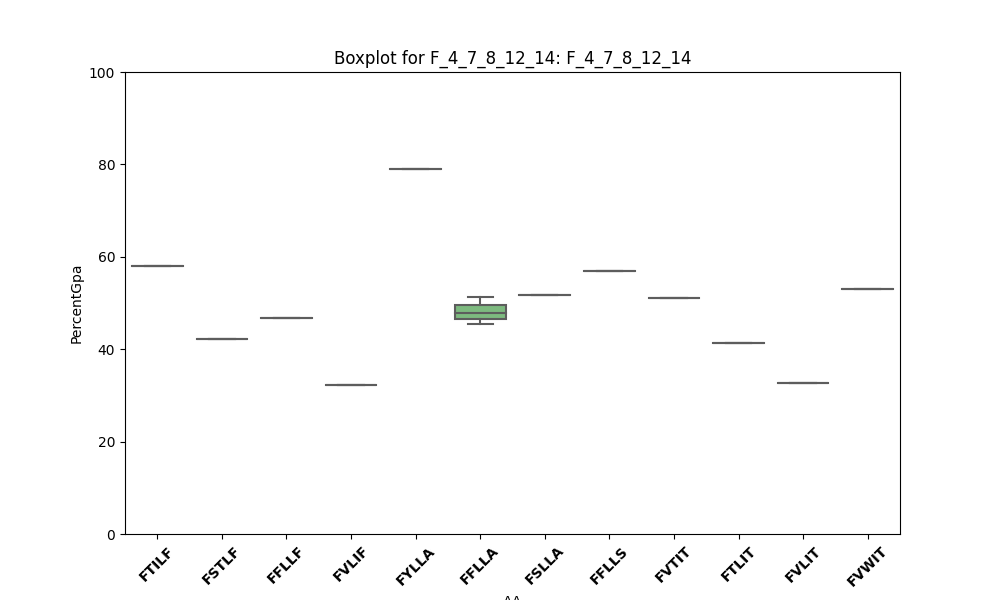 Boxplot for F_4_7_8_12_14: F_4_7_8_12_14
100
80
60
40
20
0
PercentGpa
FTILF
FSTLF
FFLLF
FVLIF
FYLLA
FFLLA
FSLLA
FFLLS
FVTIT
FTLIT
FVLIT
FVWIT
AA